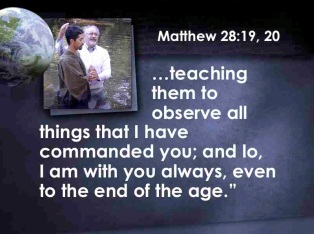 Matthew 28:19, 20
…teaching
them to
observe all
things that I have
commanded you; and lo,
I am with you always, even
to the end of the age.”